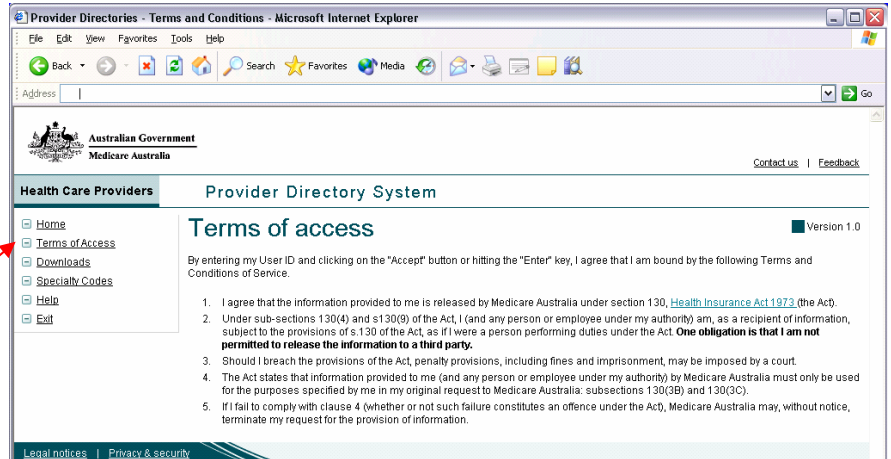 Provider Directories - Terms and Conditions - Microsoft Internet Explorer
File Edit View Favorites Tools Help
Back Search Favorites Media
Address Go
Australian Government
Medicare Australia
Contact us | Feedback
Health Care Providers Provider Directory System
Home
Terms of Access
Downloads
Specialty Codes
Help
Exit
Terms of access
Version 1.0
By entering my User ID and clicking on the "Accept" button or hitting the "Enter" key, I agree that I am bound by the following Terms and
Conditions of Service.
1. I agree that the information provided to me is released by Medicare Australia under section 130, Health Insurance Act 1973 (the Act).
2. Under sub-sections 130(4) and s130(9) of the Act, I (and any person or employee under my authority) am, as a recipient of information,
subject to the provisions of s.130 of the Act, as if I were a person performing duties under the Act. One obligation is that I am not
permitted to release the information to a third party.
3. Should I breach the provisions of the Act, penalty provisions, including fines and imprisonment, may be imposed by a court.
4. The Act states that information provided to me (and any person or employee under my authority) by Medicare Australia must only be used
for the purposes specified by me in my original request to Medicare Australia: subsections 130(3B) and 130(3C).
5. If I fail to comply with clause 4 (whether or not such failure constitutes an offence under the Act), Medicare Australia may, without notice,
terminate my request for the provision of information.
Legal notices | Privacy & security